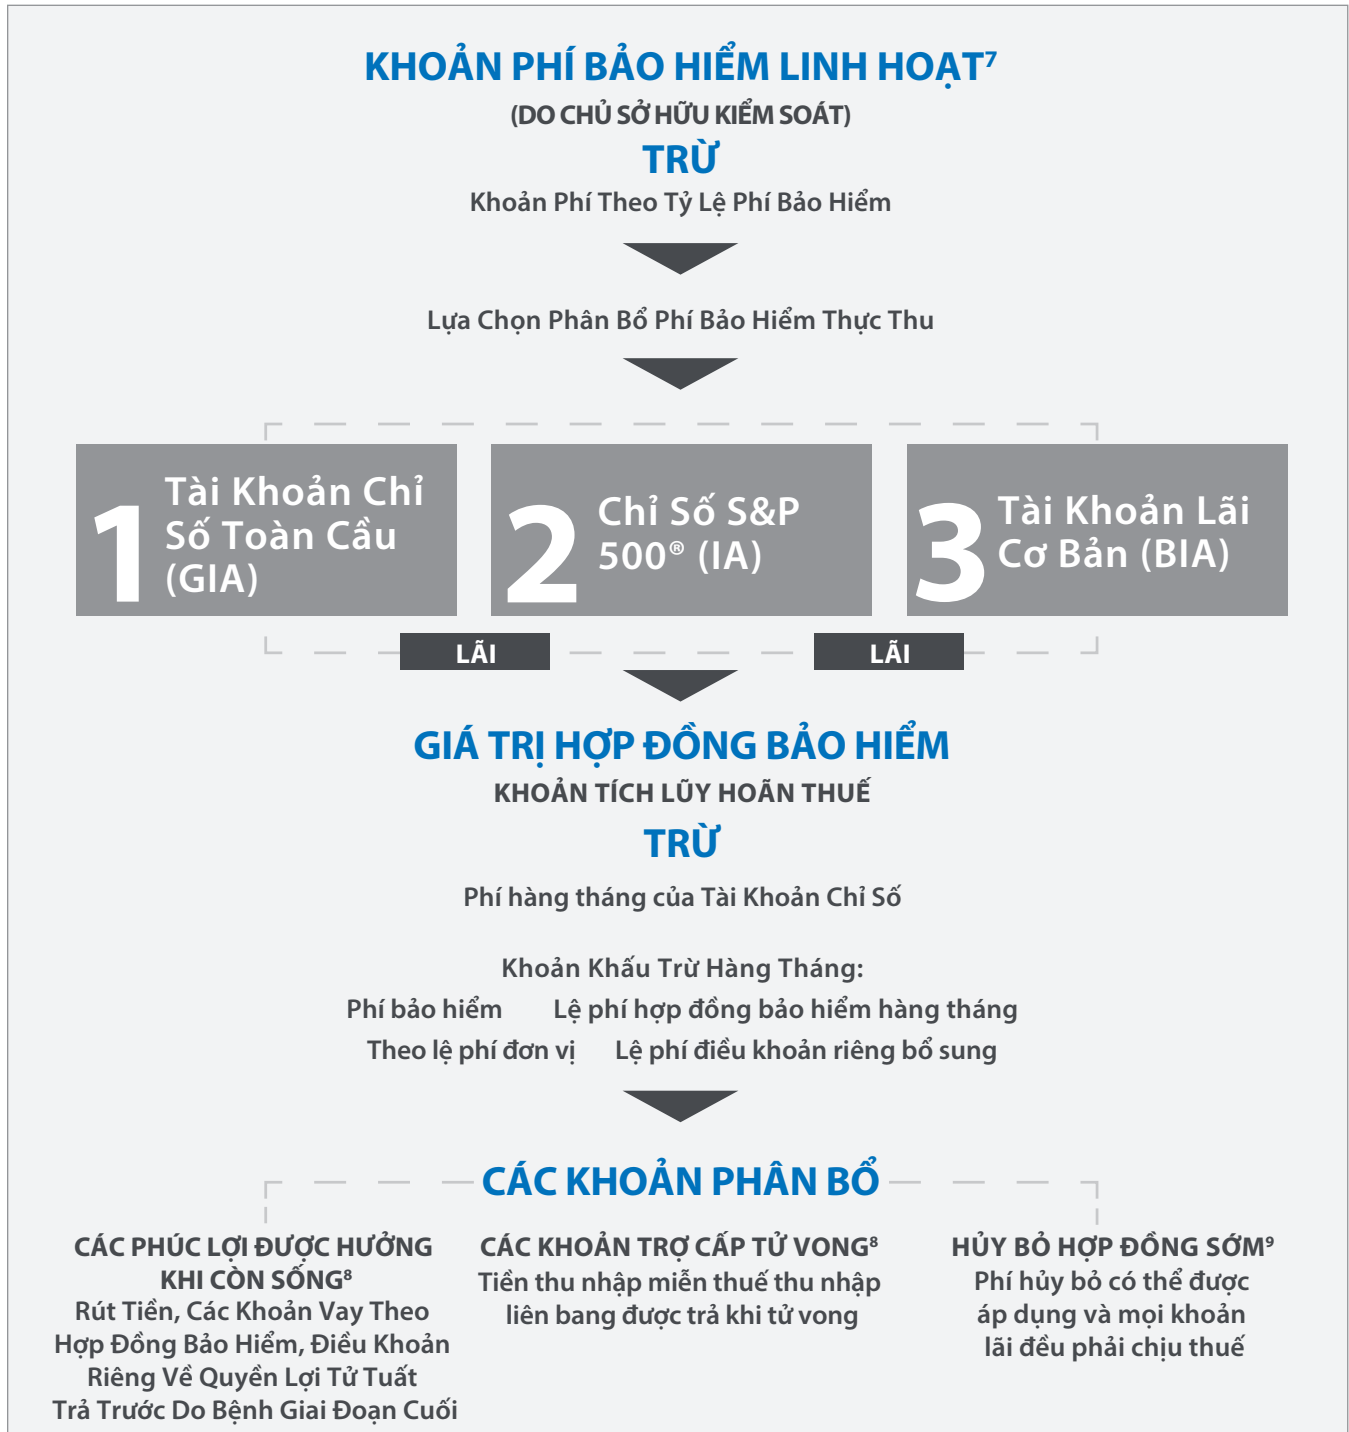 KHOẢN PHÍ BẢO HIỂM LINH HOẠT⁷
(DO CHỦ SỞ HỮU KIỂM SOÁT)
TRỪ
Khoản Phí Theo Tỷ Lệ Phí Bảo Hiểm
Lựa Chọn Phân Bổ Phí Bảo Hiểm Thực Thu
1
Tài Khoản Chỉ
Số Toàn Cầu
(GIA)
2
Chỉ Số S&P
500® (IA)
3
Tài Khoản Lãi
Cơ Bản (BIA)
LÃI
LÃI
GIÁ TRỊ HỢP ĐỒNG BẢO HIỂM
KHOẢN TÍCH LŨY HOÃN THUẾ
TRỪ
Phí hàng tháng của Tài Khoản Chỉ Số
Khoản Khấu Trừ Hàng Tháng:
Phí bảo hiểm Lệ phí hợp đồng bảo hiểm hàng tháng
Theo lệ phí đơn vị Lệ phí điều khoản riêng bổ sung
CÁC KHOẢN PHÂN BỔ
CÁC PHÚC LỢI ĐƯỢC HƯỞNG
KHI CÒN SỐNG⁸
Rút Tiền, Các Khoản Vay Theo
Hợp Đồng Bảo Hiểm, Điều Khoản
Riêng Về Quyền Lợi Tử Tuất
Trả Trước Do Bệnh Giai Đoạn Cuối
CÁC KHOẢN TRỢ CẤP TỬ VONG⁸
Tiền thu nhập miễn thuế thu nhập
liên bang được trả khi tử vong
HỦY BỎ HỢP ĐỒNG SỚM⁹
Phí hủy bỏ có thể được
áp dụng và mọi khoản
lãi đều phải chịu thuế